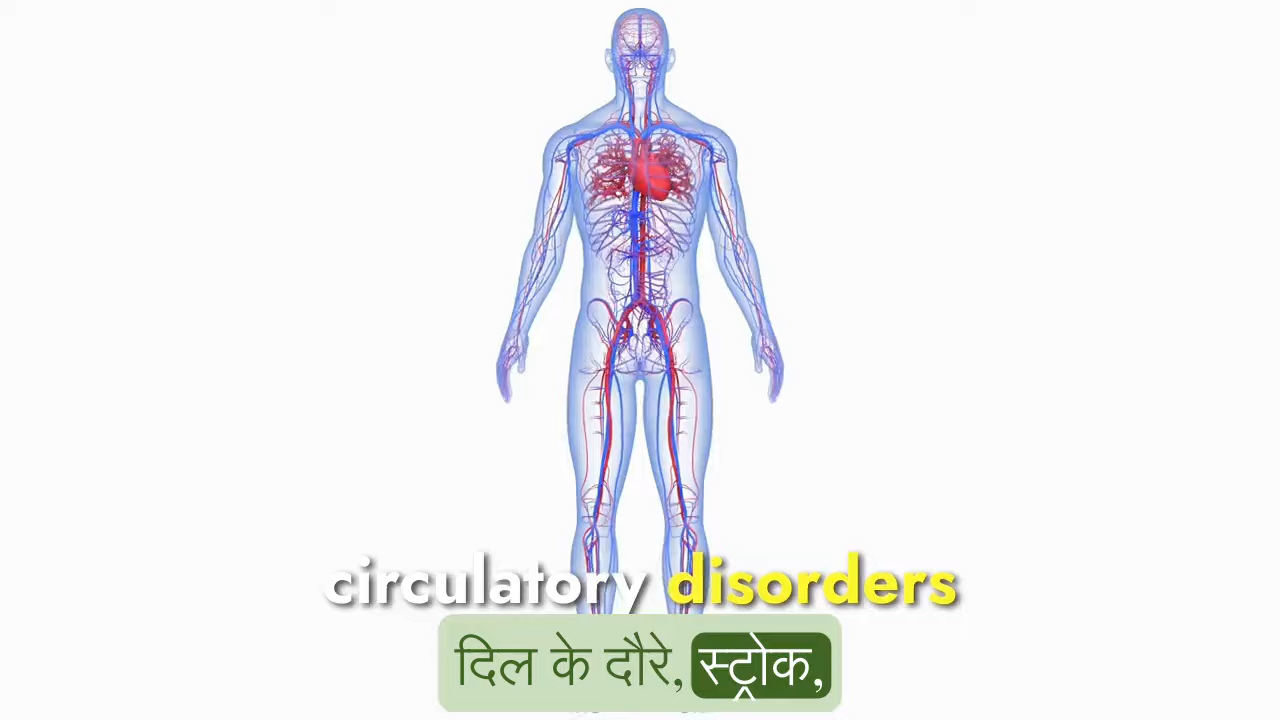 circulatory disorders
दिल के दौरे, स्ट्रोक,